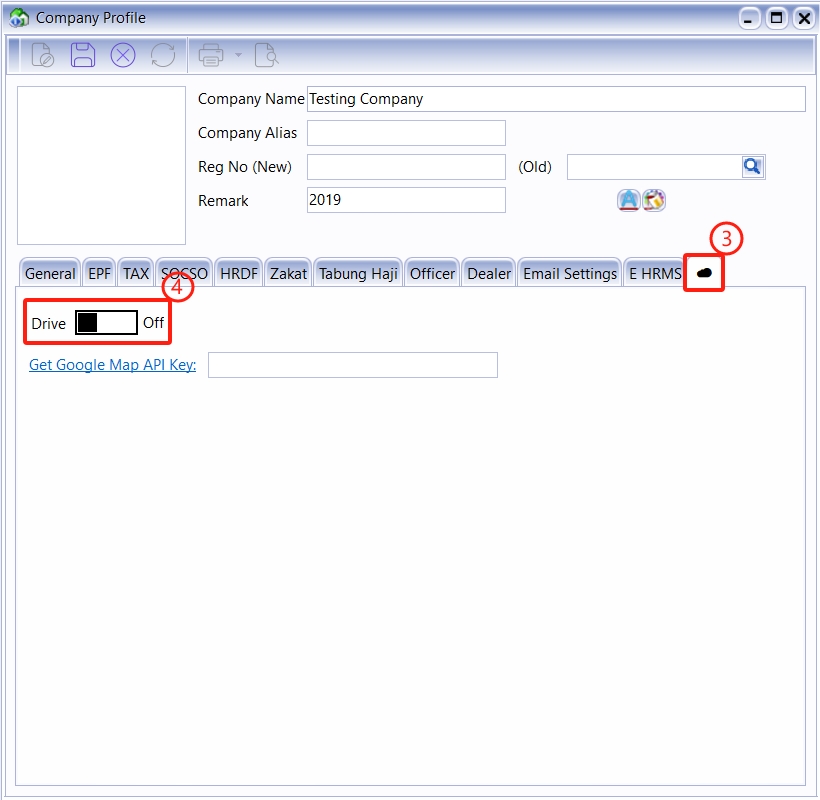 Company Profile
Company Name Testing Company
Company Alias
Reg No (New) (Old)
Remark 2019
3
General EPF TAX SOCSO HRDF Zakat Tabung Haji Officer Dealer Email Settings E HRMS
4
Drive Off
Get Google Map API Key: